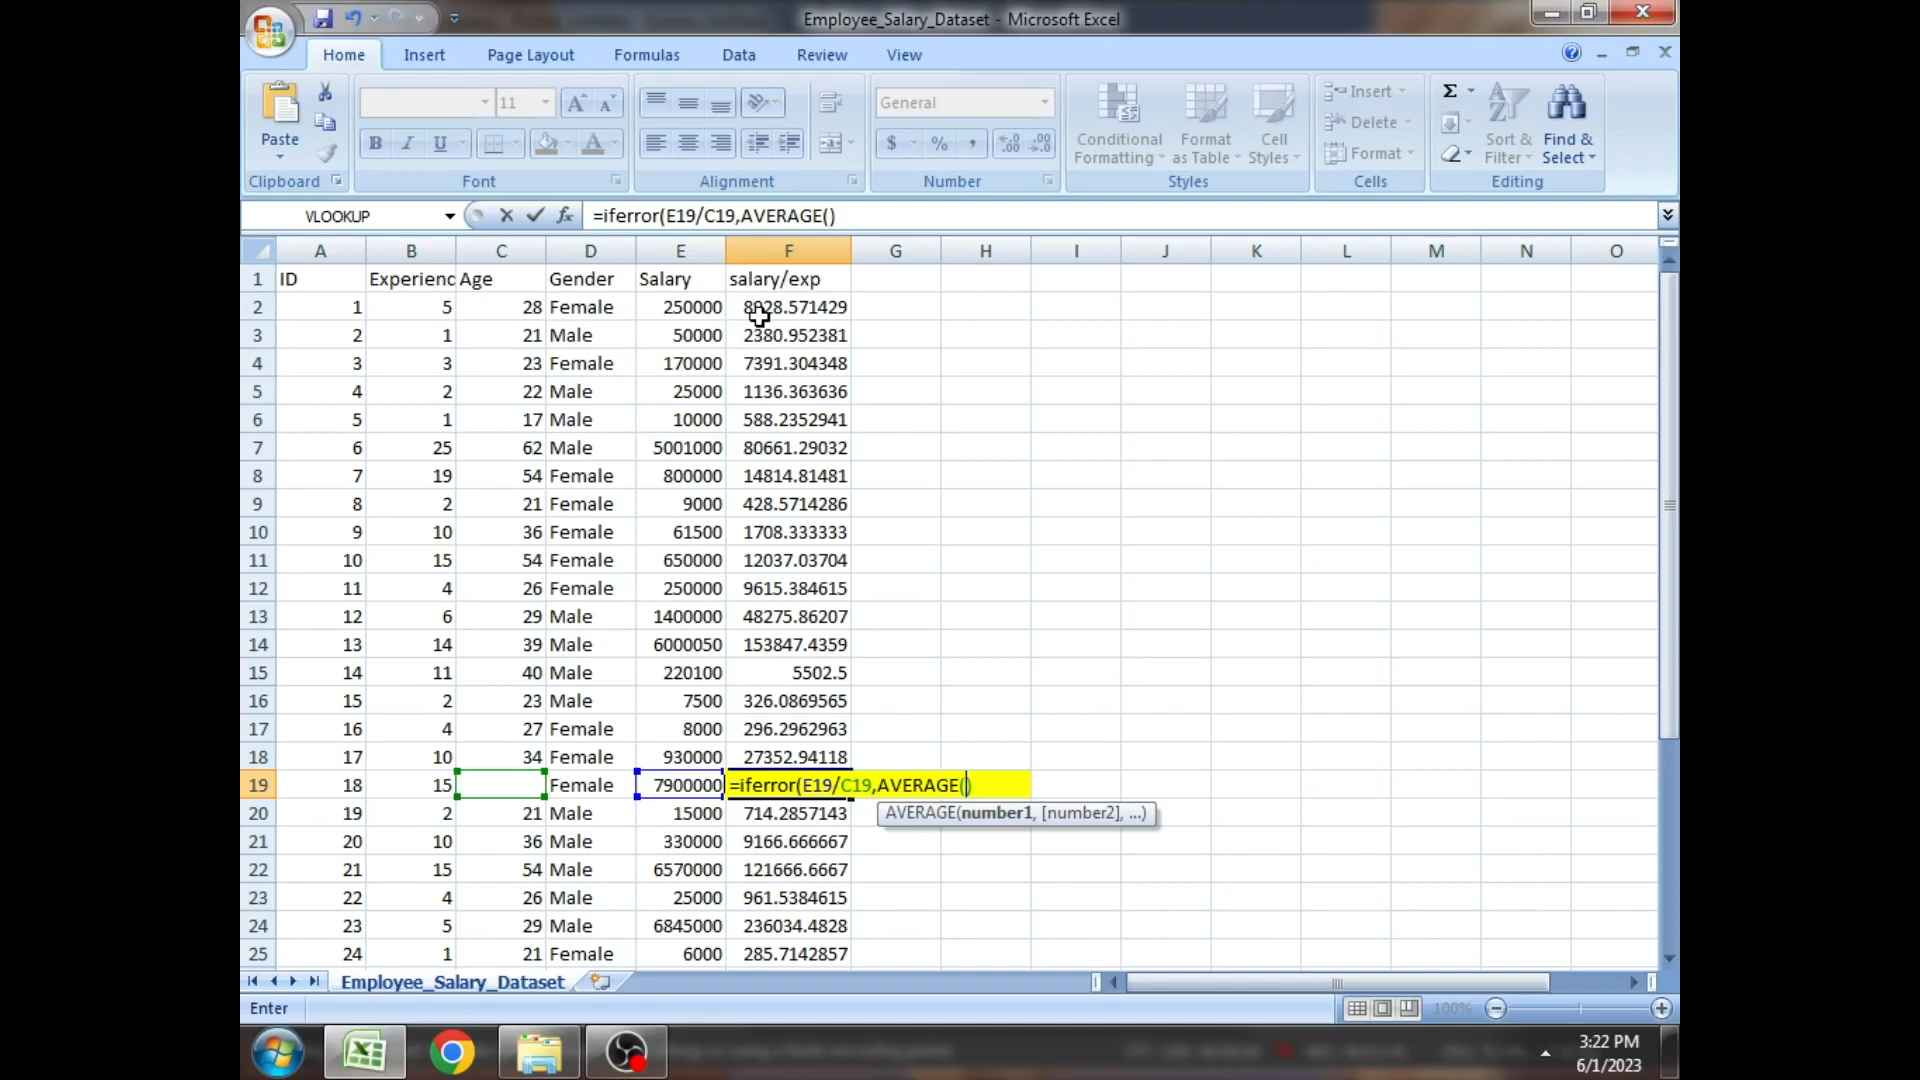 Employee_Salary_Dataset - Microsoft Excel
Home Insert Page Layout Formulas Data Review View
Paste
11
General
Conditional Formatting
Format as Table
Cell Styles
Insert
Delete
Format
Sort & Filter
Find & Select
Clipboard Font Alignment Number Styles Cells Editing
VLOOKUP
=iferror(E19/C19,AVERAGE()
A B C D E F G H I J K L M N O
1 ID Experienc Age Gender Salary salary/exp
2 1 5 28 Female 250000 8928.571429
3 2 1 21 Male 50000 2380.952381
4 3 3 23 Female 170000 7391.304348
5 4 2 22 Male 25000 1136.363636
6 5 1 17 Male 10000 588.2352941
7 6 25 62 Male 5001000 80661.29032
8 7 19 54 Female 800000 14814.81481
9 8 2 21 Female 9000 428.5714286
10 9 10 36 Female 61500 1708.333333
11 10 15 54 Female 650000 12037.03704
12 11 4 26 Female 250000 9615.384615
13 12 6 29 Male 1400000 48275.86207
14 13 14 39 Male 6000050 153847.4359
15 14 11 40 Male 220100 5502.5
16 15 2 23 Male 7500 326.0869565
17 16 4 27 Female 8000 296.2962963
18 17 10 34 Female 930000 27352.94118
19 18 15 Female 7900000 =iferror(E19/C19,AVERAGE()
20 19 2 21 Male 15000 714.2857143
AVERAGE(number1, [number2], ...)
21 20 10 36 Male 330000 9166.666667
22 21 15 54 Male 6570000 121666.6667
23 22 4 26 Male 25000 961.5384615
24 23 5 29 Male 6845000 236034.4828
25 24 1 21 Female 6000 285.7142857
Employee_Salary_Dataset
Enter
100%
3:22 PM
6/1/2023